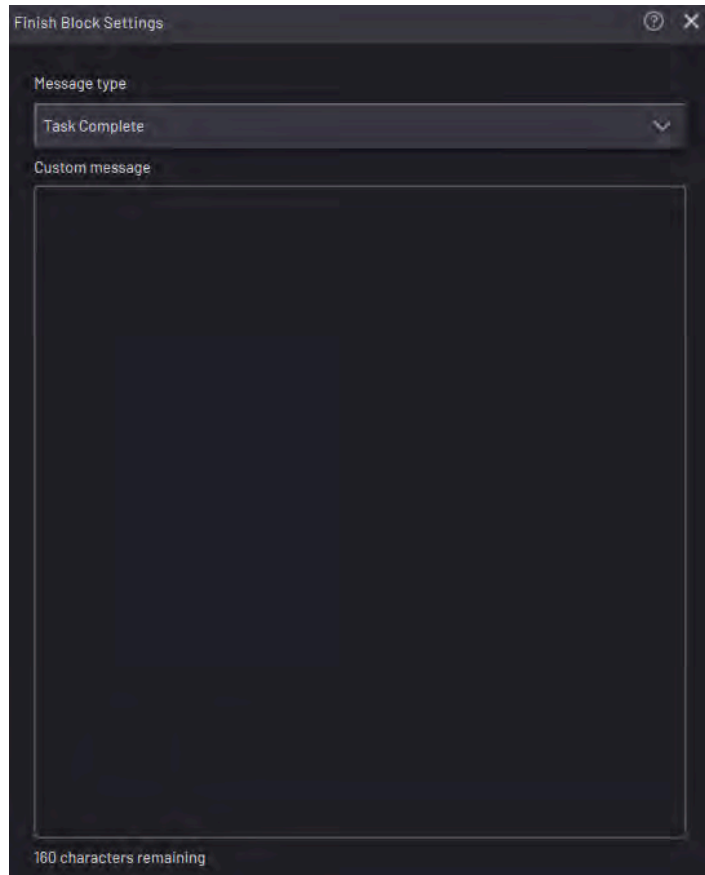 Finish Block Settings
Message type
Task Complete
Custom message
160 characters remaining